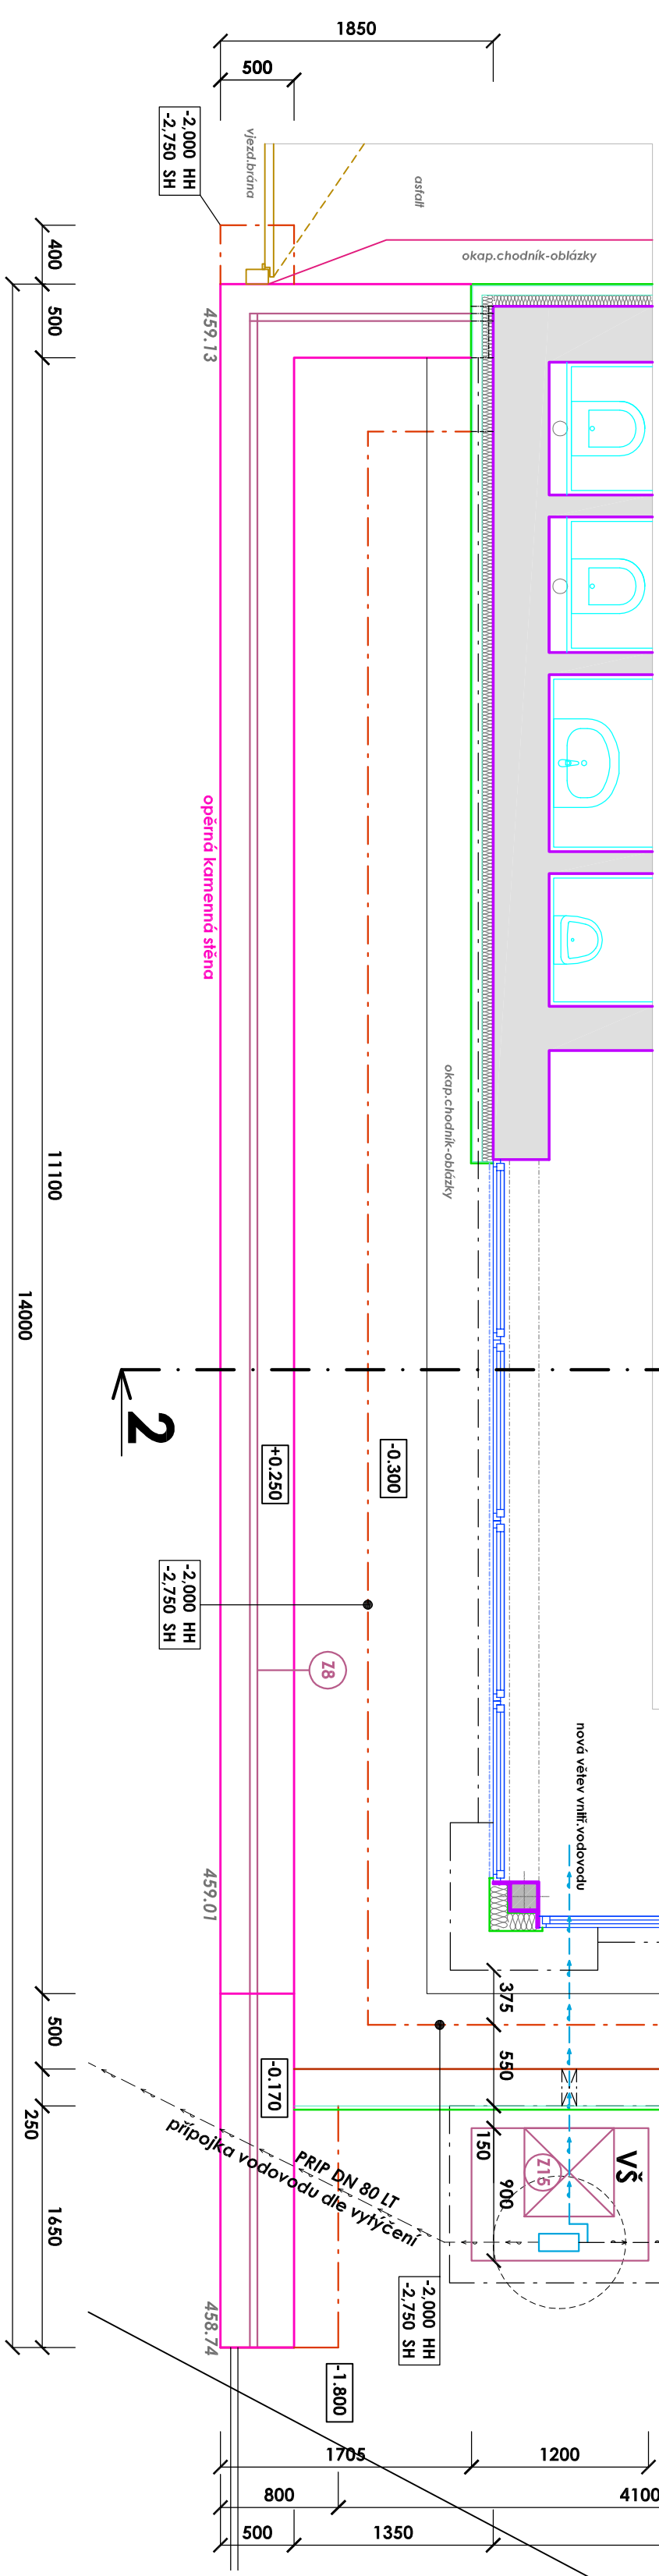 1850
500
-2,000 HH
-2,750 SH
vjezd.brána
asfalt
okap.chodník-oblázky
400
500
459.13
opěrná kamenná stěna
okap.chodník-oblázky
11100
14000
2
+0.250
-0.300
-2,000 HH
-2,750 SH
Z8
nová větev vnitř.vodovodu
459.01
375
500
550
-0.170
250
150
900
VŠ
Z15
PRIP DN 80 LT
přípojka vodovodu dle vytýčení
1650
-2,000 HH
-2,750 SH
458.74
-1.800
1705
1200
800
4100
500
1350